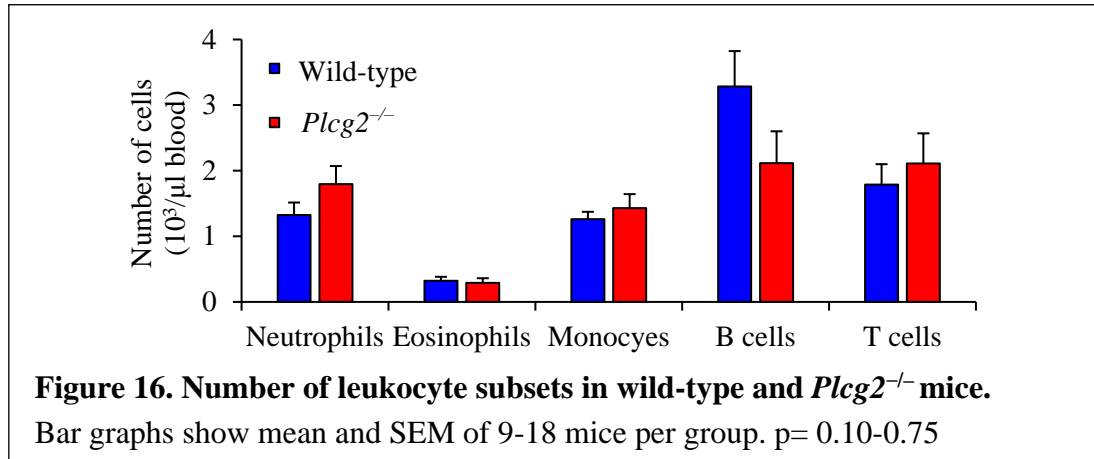 4
3
2
1
0
Number of cells
(10³/μl blood)
Wild-type
Plcg2⁻/⁻
Neutrophils Eosinophils Monocyes B cells T cells
Figure 16. Number of leukocyte subsets in wild-type and Plcg2⁻/⁻ mice.
Bar graphs show mean and SEM of 9-18 mice per group. p= 0.10-0.75